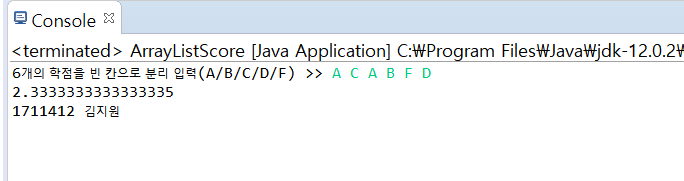 Console
<terminated> ArrayListScore [Java Application] C:₩Program Files₩Java₩jdk-12.0.2₩
6개의 학점을 빈 칸으로 분리 입력(A/B/C/D/F) >> A C A B F D
2.3333333333333335
1711412 김지원